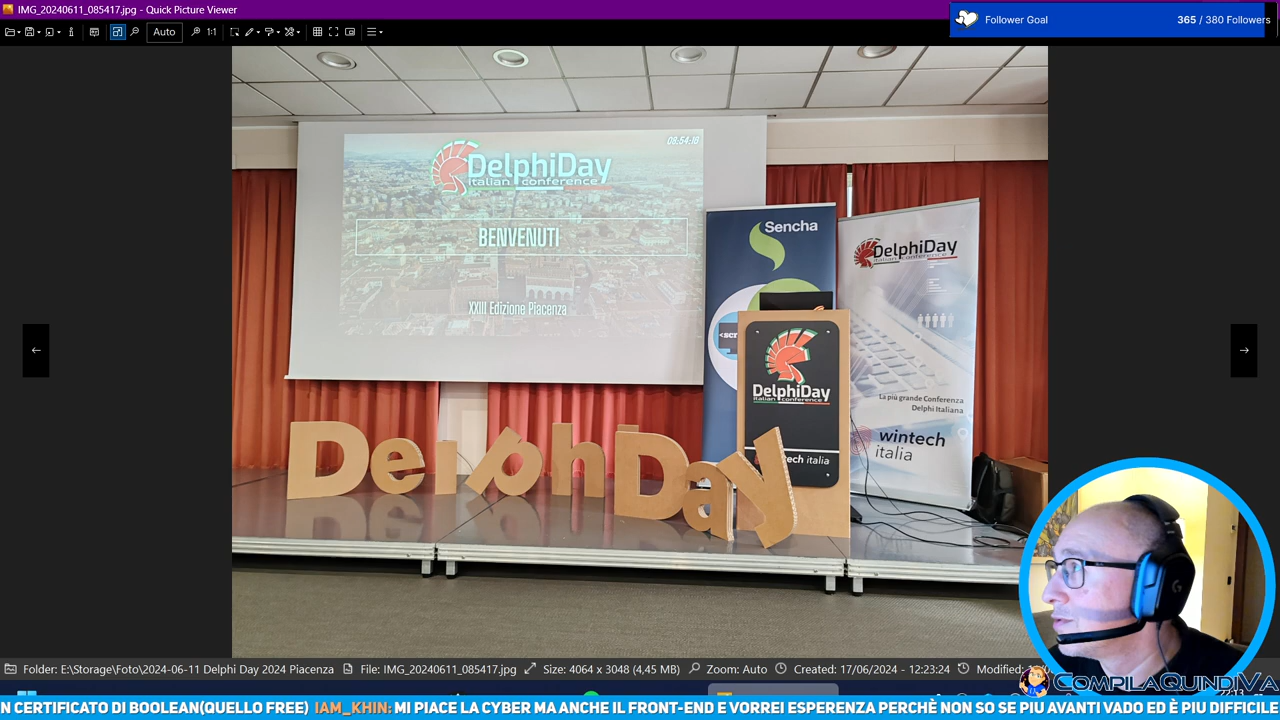 IMG_20240611_085417.jpg - Quick Picture Viewer
Follower Goal
365 / 380 Followers
Auto
1:1
08:54:10
DelphiDay
italian conference
BENVENUTI
XXIII Edizione Piacenza
Sencha
DelphiDay
italian conference
DelphiDay
italian conference
La più grande Conferenza
Delphi Italiana
wintech
italia
tech italia
DelphiDay
Folder: E:\Storage\Foto\2024-06-11 Delphi Day 2024 Piacenza
File: IMG_20240611_085417.jpg
Size: 4064 x 3048 (4,45 MB)
Zoom: Auto
Created: 17/06/2024 - 12:23:24
Modified:
COMPILAQUINDIVA
N CERTIFICATO DI BOOLEAN(QUELLO FREE) IAM_KHIN: MI PIACE LA CYBER MA ANCHE IL FRONT-END E VORREI ESPERENZA PERCHÈ NON SO SE PIU AVANTI VADO ED È PIU DIFFICILE